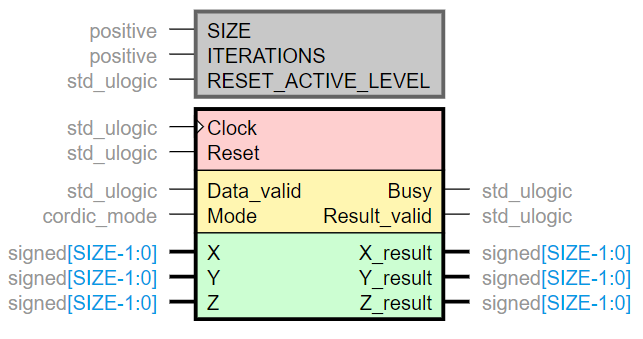 positive SIZE
positive ITERATIONS
std_ulogic RESET_ACTIVE_LEVEL
std_ulogic Clock
std_ulogic Reset
std_ulogic Data_valid Busy std_ulogic
cordic_mode Mode Result_valid std_ulogic
signed[SIZE-1:0] X X_result signed[SIZE-1:0]
signed[SIZE-1:0] Y Y_result signed[SIZE-1:0]
signed[SIZE-1:0] Z Z_result signed[SIZE-1:0]